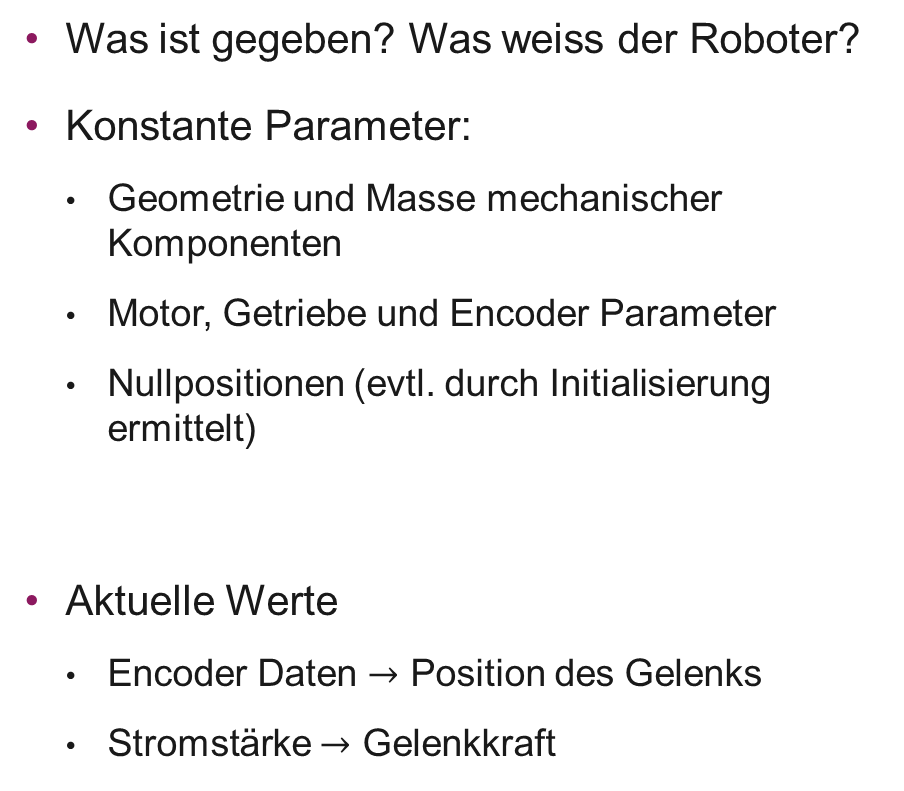 • Was ist gegeben? Was weiss der Roboter?
• Konstante Parameter:
• Geometrie und Masse mechanischer
Komponenten
• Motor, Getriebe und Encoder Parameter
• Nullpositionen (evtl. durch Initialisierung
ermittelt)
• Aktuelle Werte
• Encoder Daten → Position des Gelenks
• Stromstärke → Gelenkkraft